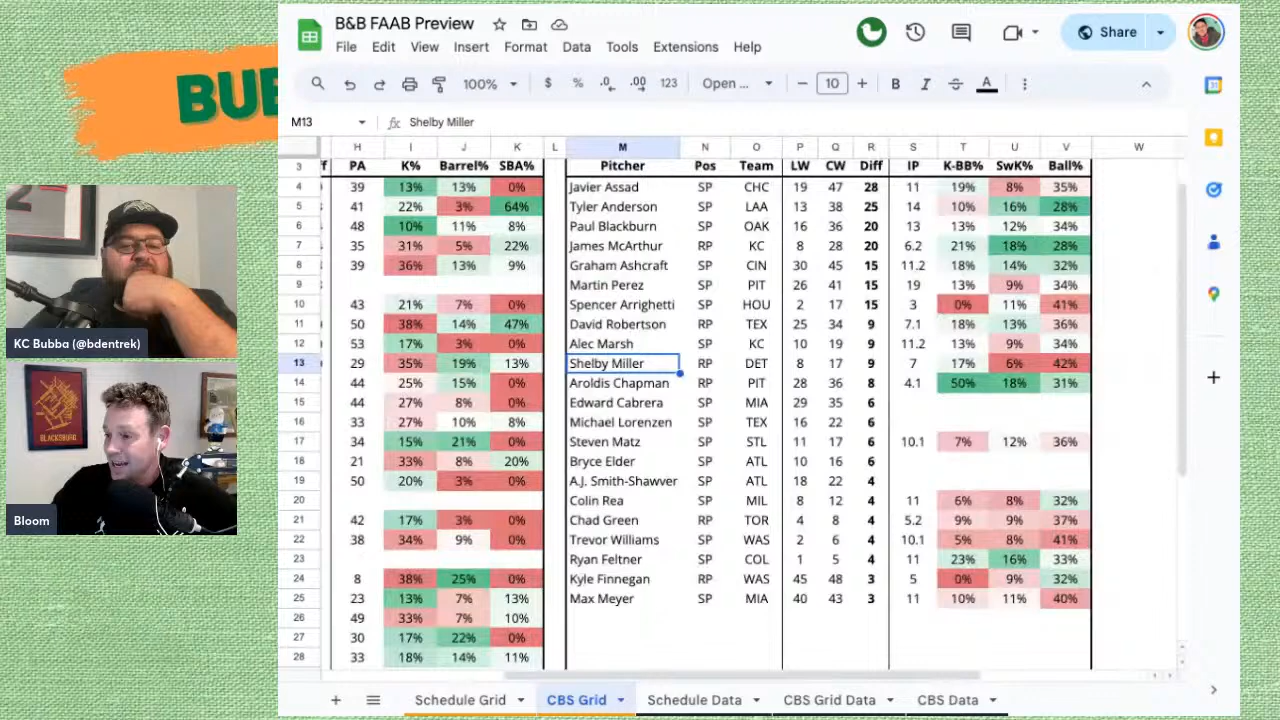 BUB
KC Bubba (@bdentrek)
BLACKSBURG
Bloom
B&B FAAB Preview
File Edit View Insert Format Data Tools Extensions Help
Share
100% $ % .0 .00 123 Open ... 10 B I A
M13 fx Shelby Miller
H I J K L M N O P Q R S T U V W
3 f PA K% Barrel% SBA% Pitcher Pos Team LW CW Diff IP K-BB% SwK% Ball%
4 39 13% 13% 0% Javier Assad SP CHC 19 47 28 11 19% 8% 35%
5 41 22% 3% 64% Tyler Anderson SP LAA 13 38 25 14 10% 16% 28%
6 48 10% 11% 8% Paul Blackburn SP OAK 16 36 20 13 13% 12% 34%
7 35 31% 5% 22% James McArthur RP KC 8 28 20 6.2 21% 18% 28%
8 39 36% 13% 9% Graham Ashcraft SP CIN 30 45 15 11.2 18% 14% 32%
9 Martin Perez SP PIT 26 41 15 19 13% 9% 34%
10 43 21% 7% 0% Spencer Arrighetti SP HOU 2 17 15 3 0% 11% 41%
11 50 38% 14% 47% David Robertson RP TEX 25 34 9 7.1 18% 13% 36%
12 53 17% 3% 0% Alec Marsh SP KC 10 19 9 11.2 13% 9% 34%
13 29 35% 39% 13% Shelby Miller RP DET 8 17 9 7 17% 6% 42%
14 44 25% 15% 0% Aroldis Chapman RP PIT 28 36 8 4.1 50% 18% 31%
15 44 27% 8% 0% Edward Cabrera SP MIA 29 35 6
16 33 27% 10% 8% Michael Lorenzen SP TEX 16 22 6
17 34 15% 21% 0% Steven Matz SP STL 11 17 6 10.1 7% 12% 36%
18 21 33% 8% 20% Bryce Elder SP ATL 10 16 6
19 50 20% 3% 0% A.J. Smith-Shawver SP ATL 18 22 4
20 Colin Rea SP MIL 8 12 4 11 6% 8% 32%
21 42 17% 3% 0% Chad Green RP TOR 4 8 4 5.2 9% 9% 37%
22 38 34% 9% 0% Trevor Williams SP WAS 2 6 4 10.1 5% 8% 41%
23 Ryan Feltner SP COL 1 5 4 11 23% 16% 33%
24 8 38% 25% 0% Kyle Finnegan RP WAS 45 48 3 5 0% 9% 32%
25 23 13% 7% 13% Max Meyer SP MIA 40 43 3 11 10% 11% 40%
26 49 33% 7% 10%
27 30 17% 22% 0%
28 33 18% 14% 11%
Schedule Grid CBS Grid Schedule Data CBS Grid Data CBS Data